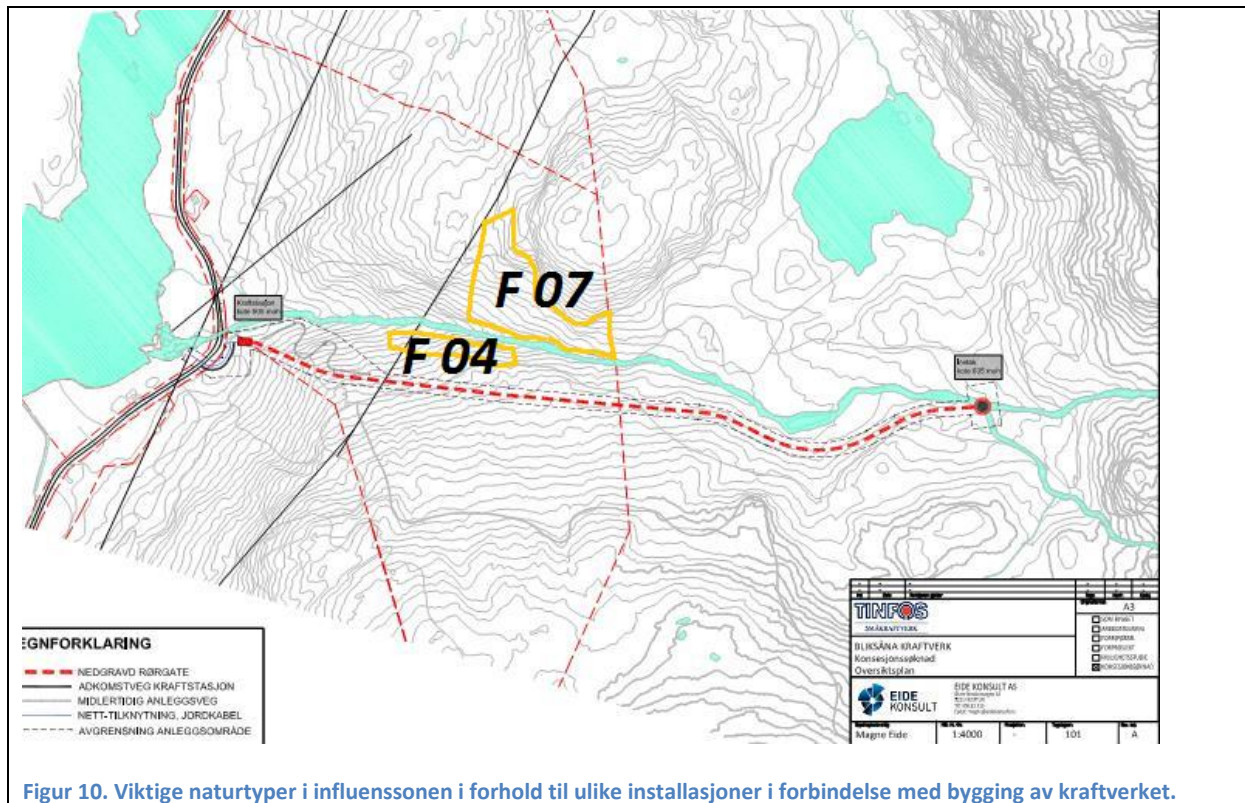 F 07
F 04
Kraftstasjon
Inntak
EGNFORKLARING
NEDGRAVD RØRGATE
ADKOMSTVEG KRAFTSTASJON
MIDLERTIDIG ANLEGGSVEG
NETT-TILKNYTNING, JORDKABEL
AVGRENSNING ANLEGGSOMRÅDE
TINFOS
SMÅKRAFTVERK
A3
BLIKSÅNA KRAFTVERK
Konsesjonssøknad
Oversiktsplan
EIDE KONSULT
EIDE KONSULT AS
Magne Eide
1:4000
-
101
A
Figur 10. Viktige naturtyper i influenssonen i forhold til ulike installasjoner i forbindelse med bygging av kraftverket.